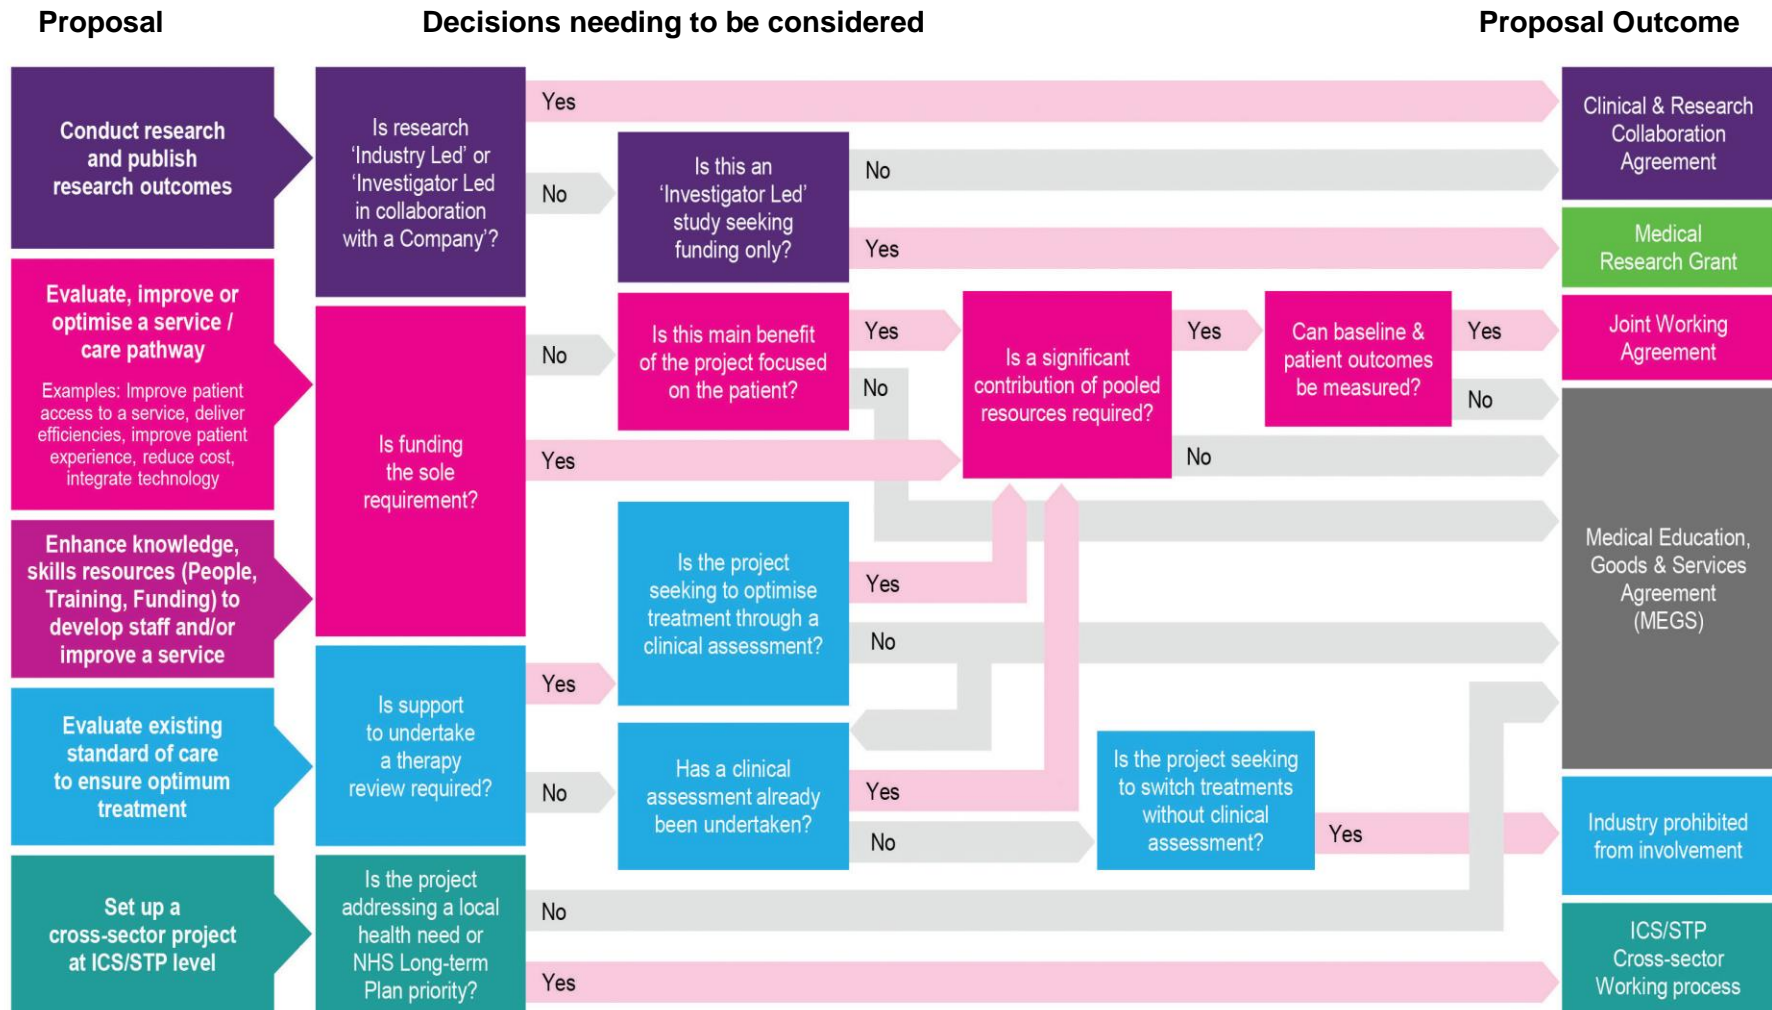 Proposal
Decisions needing to be considered
Proposal Outcome
Conduct research
and publish
research outcomes
Evaluate, improve or
optimise a service /
care pathway
Examples: Improve patient
access to a service, deliver
efficiencies, improve patient
experience, reduce cost,
integrate technology
Enhance knowledge,
skills resources (People,
Training, Funding) to
develop staff and/or
improve a service
Evaluate existing
standard of care
to ensure optimum
treatment
Set up a
cross-sector project
at ICS/STP level
Is research
‘Industry Led’ or
‘Investigator Led
in collaboration
with a Company’?
Yes
No
Is this an
‘Investigator Led’
study seeking
funding only?
No
Yes
Is funding
the sole
requirement?
No
Yes
Is this main benefit
of the project focused
on the patient?
Yes
No
Is a significant
contribution of pooled
resources required?
Yes
No
Can baseline &
patient outcomes
be measured?
Yes
No
Is support
to undertake
a therapy
review required?
Yes
No
Is the project
seeking to optimise
treatment through a
clinical assessment?
Yes
No
Has a clinical
assessment already
been undertaken?
Yes
No
Is the project seeking
to switch treatments
without clinical
assessment?
Yes
Is the project
addressing a local
health need or
NHS Long-term
Plan priority?
No
Yes
Clinical & Research
Collaboration
Agreement
Medical
Research Grant
Joint Working
Agreement
Medical Education,
Goods & Services
Agreement
(MEGS)
Industry prohibited
from involvement
ICS/STP
Cross-sector
Working process